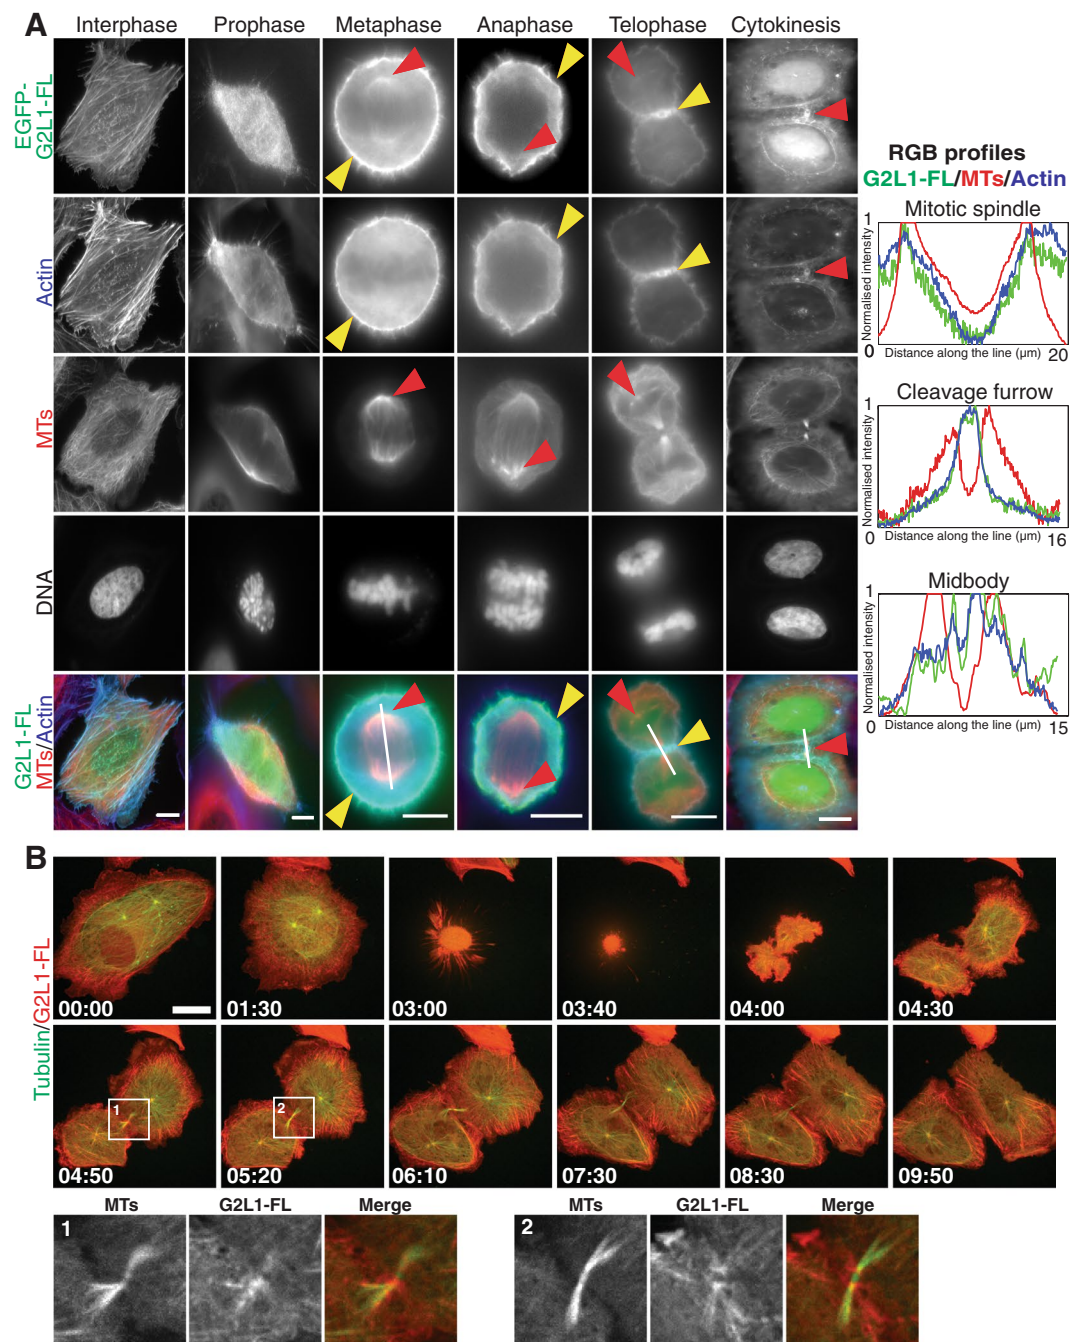 A
Interphase Prophase Metaphase Anaphase Telophase Cytokinesis
EGFP-
G2L1-FL
Actin
MTs
DNA
G2L1-FL
MTs/Actin
RGB profiles
G2L1-FL/MTs/Actin
Mitotic spindle
1
Normalised intensity
0 Distance along the line (µm) 20
Cleavage furrow
1
Normalised intensity
0 Distance along the line (µm) 16
Midbody
1
Normalised intensity
0 Distance along the line (µm) 15
B
Tubulin/G2L1-FL
00:00 01:30 03:00 03:40 04:00 04:30
1 2
04:50 05:20 06:10 07:30 08:30 09:50
MTs G2L1-FL Merge MTs G2L1-FL Merge
1 2